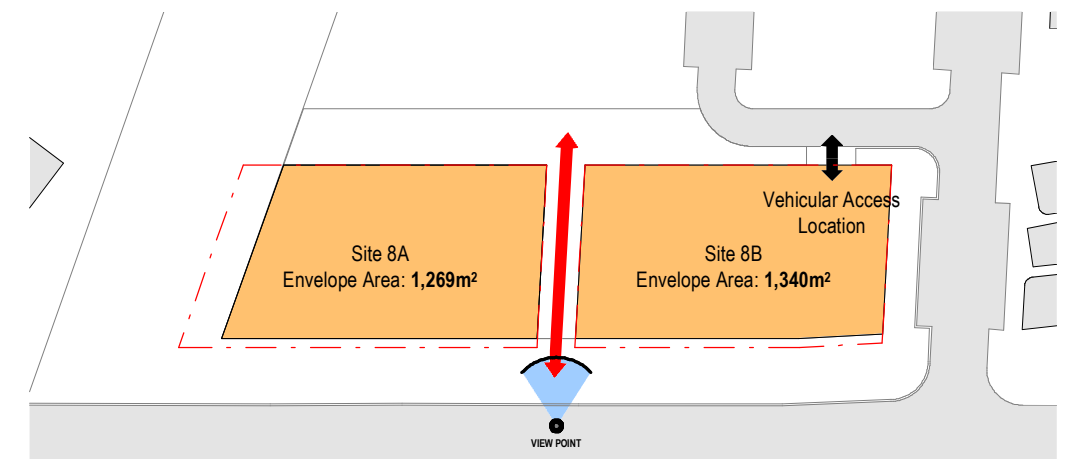 Vehicular Access
Location
Site 8A
Envelope Area: 1,269m²
Site 8B
Envelope Area: 1,340m²
VIEW POINT